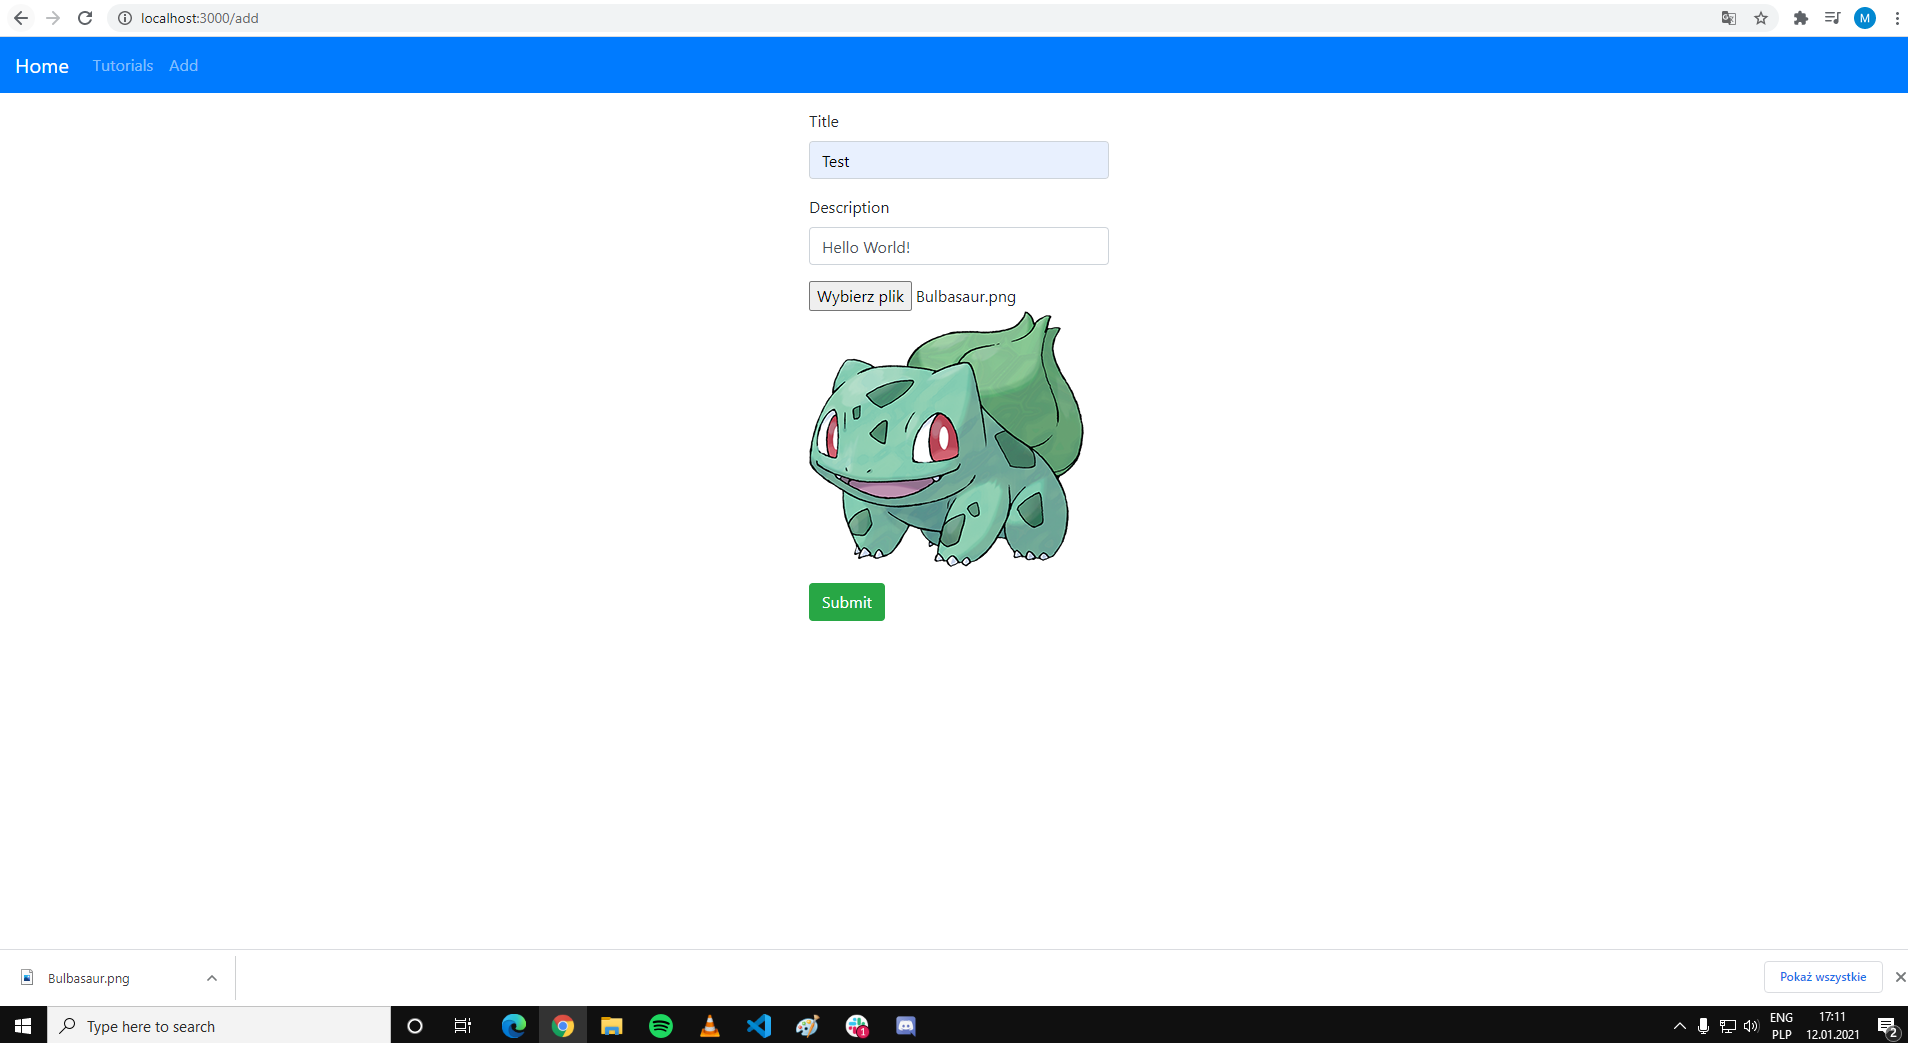 localhost:3000/add
M
Home Tutorials Add
Title
Test
Description
Hello World!
Wybierz plik Bulbasaur.png
Submit
Bulbasaur.png
Pokaż wszystkie
Type here to search
1
ENG
PLP
17:11
12.01.2021
2